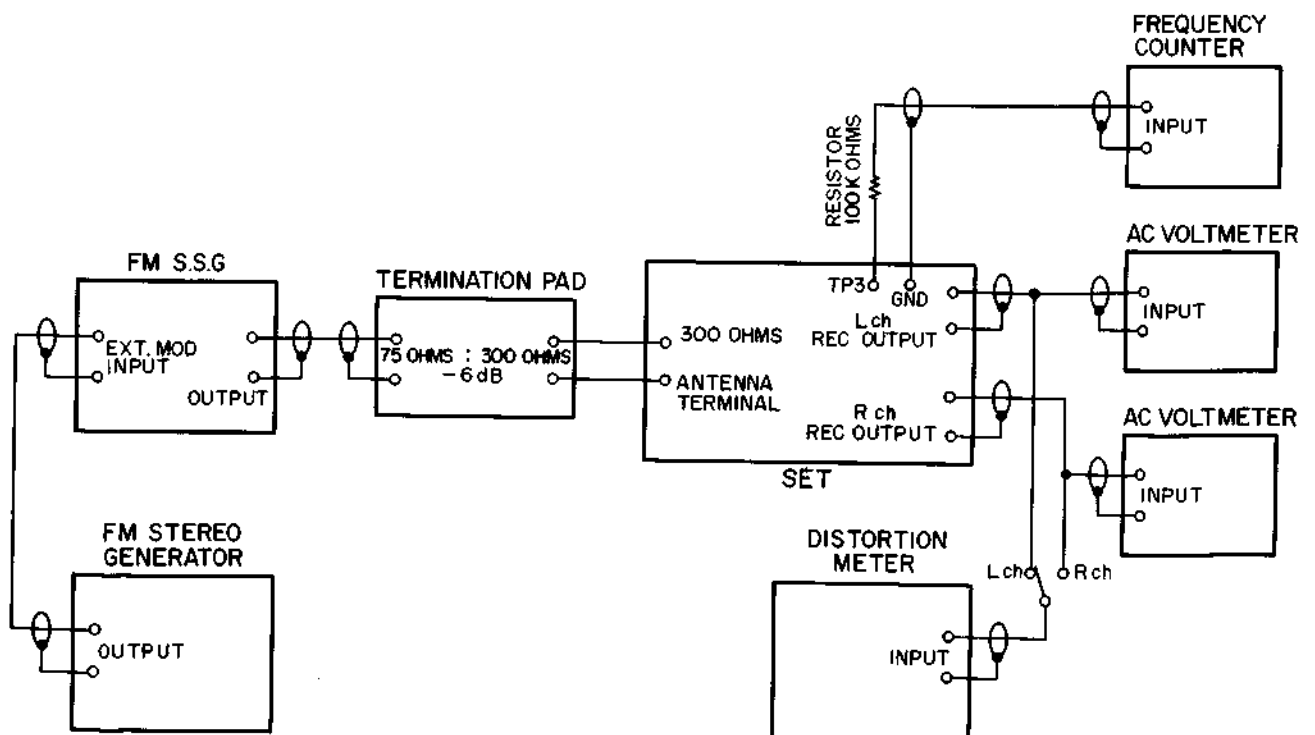 FREQUENCY
COUNTER
INPUT
RESISTOR
100K OHMS
AC VOLTMETER
INPUT
FM S.S.G
EXT. MOD
INPUT
OUTPUT
TERMINATION PAD
75 OHMS : 300 OHMS
-6dB
TP3
GND
300 OHMS
ANTENNA
TERMINAL
L ch
REC OUTPUT
R ch
REC OUTPUT
SET
AC VOLTMETER
INPUT
FM STEREO
GENERATOR
OUTPUT
DISTORTION
METER
INPUT
L ch
R ch